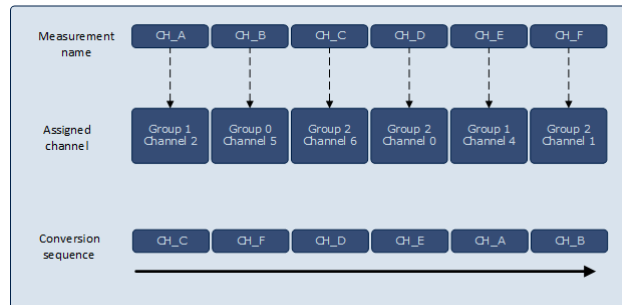 Measurement name
CH_A CH_B CH_C CH_D CH_E CH_F
Assigned channel
Group 1 Channel 2
Group 0 Channel 5
Group 2 Channel 6
Group 2 Channel 0
Group 1 Channel 4
Group 2 Channel 1
Conversion sequence
CH_C CH_F CH_D CH_E CH_A CH_B